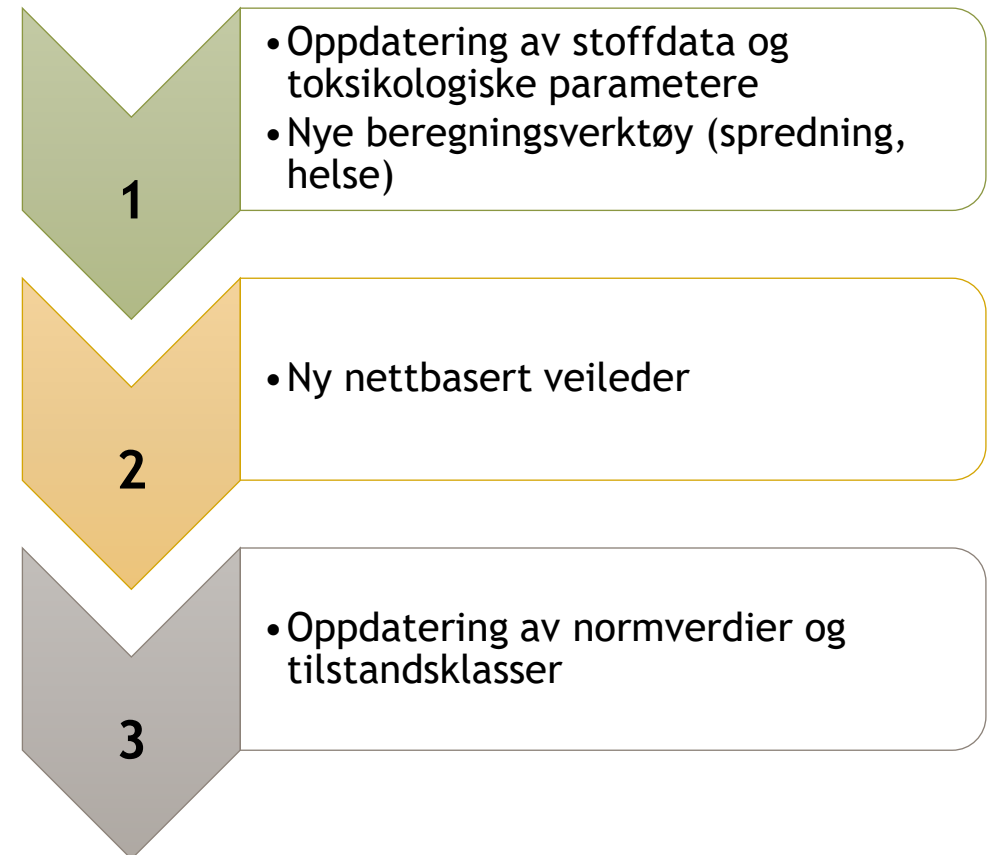 1
•Oppdatering av stoffdata og
toksikologiske parametere
•Nye beregningsverktøy (spredning,
helse)
2
•Ny nettbasert veileder
3
•Oppdatering av normverdier og
tilstandsklasser